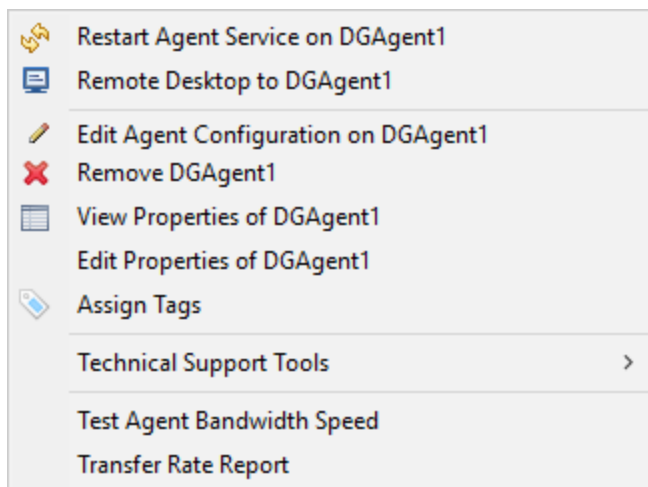 Restart Agent Service on DGAgent1
Remote Desktop to DGAgent1
Edit Agent Configuration on DGAgent1
Remove DGAgent1
View Properties of DGAgent1
Edit Properties of DGAgent1
Assign Tags
Technical Support Tools
Test Agent Bandwidth Speed
Transfer Rate Report